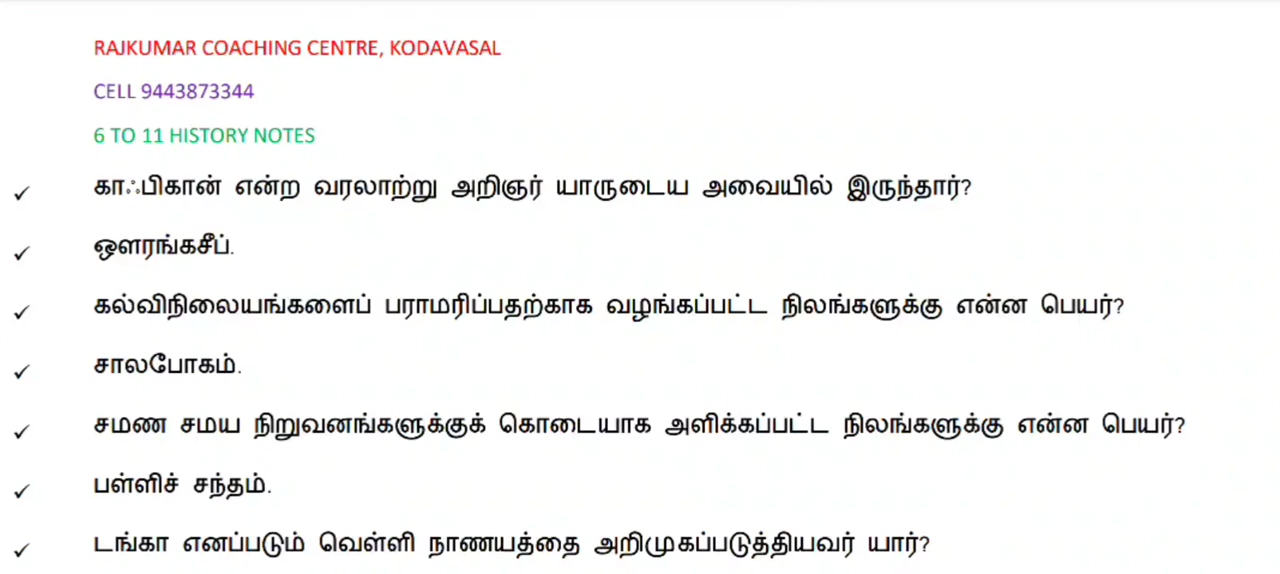 RAJKUMAR COACHING CENTRE, KODAVASAL
CELL 9443873344
6 TO 11 HISTORY NOTES
✓ காஃபிகான் என்ற வரலாற்று அறிஞர் யாருடைய அவையில் இருந்தார்?
✓ ஔரங்கசீப்.
✓ கல்விநிலையங்களைப் பராமரிப்பதற்காக வழங்கப்பட்ட நிலங்களுக்கு என்ன பெயர்?
✓ சாலபோகம்.
✓ சமண சமய நிறுவனங்களுக்குக் கொடையாக அளிக்கப்பட்ட நிலங்களுக்கு என்ன பெயர்?
✓ பள்ளிச் சந்தம்.
✓ டங்கா எனப்படும் வெள்ளி நாணயத்தை அறிமுகப்படுத்தியவர் யார்?